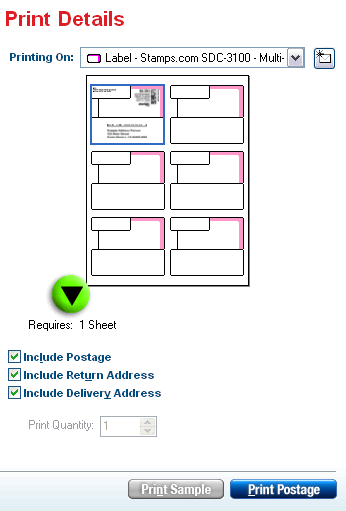 Print Details
Printing On: Label - Stamps.com SDC-3100 - Multi-
Requires: 1 Sheet
Include Postage
Include Return Address
Include Delivery Address
Print Quantity: 1
Print Sample Print Postage